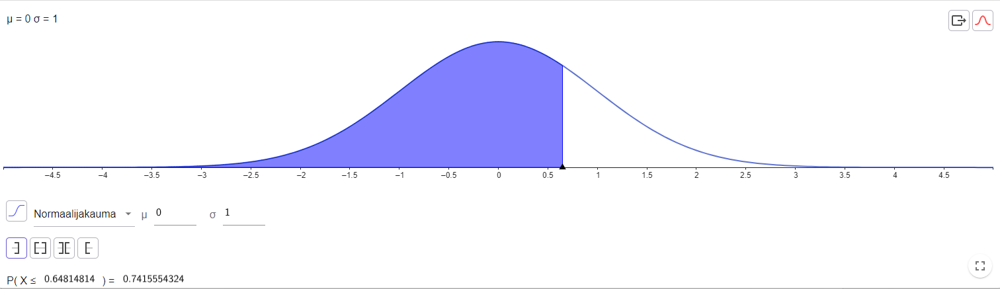 μ = 0 σ = 1
−4.5 −4 −3.5 −3 −2.5 −2 −1.5 −1 −0.5 0 0.5 1 1.5 2 2.5 3 3.5 4 4.5
Normaalijakauma μ 0 σ 1
P( X ≤ 0.64814814 ) = 0.7415554324